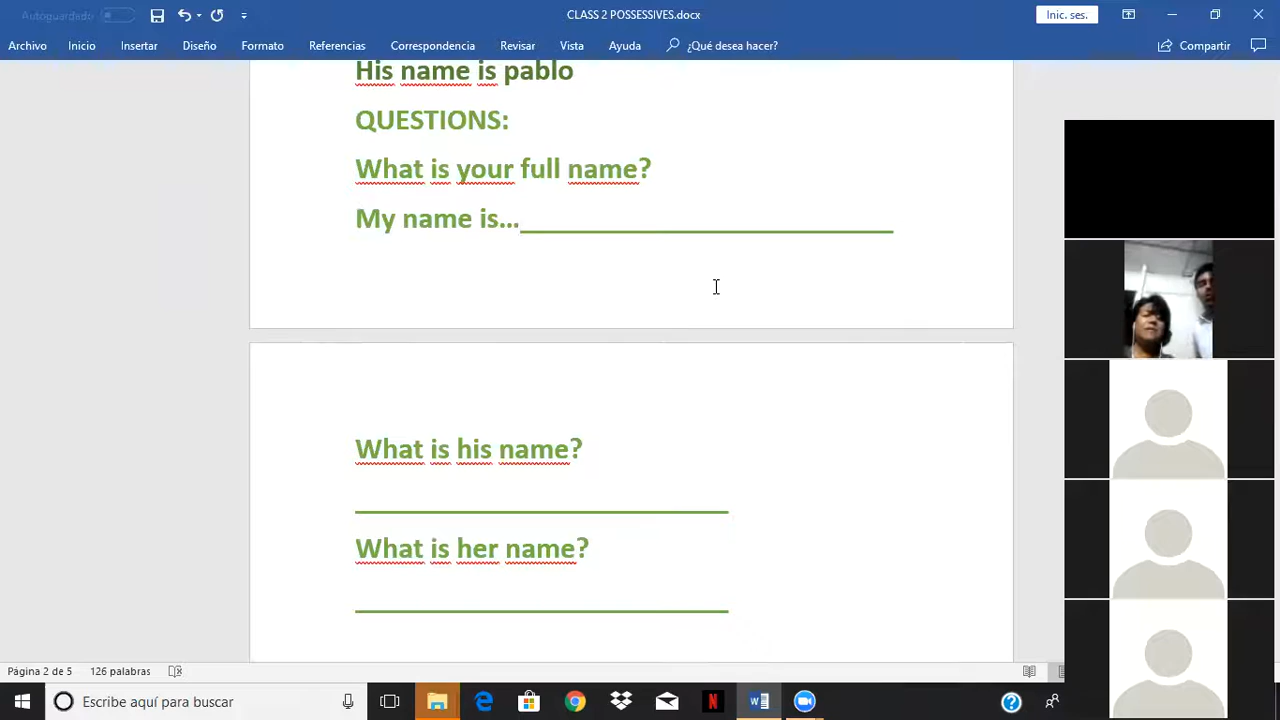 Autoguardado
CLASS 2 POSSESSIVES.docx
Inic. ses.
Archivo Inicio Insertar Diseño Formato Referencias Correspondencia Revisar Vista Ayuda ¿Qué desea hacer? Compartir
His name is pablo
QUESTIONS:
What is your full name?
My name is...
What is his name?
What is her name?
Página 2 de 5 126 palabras
Escribe aquí para buscar